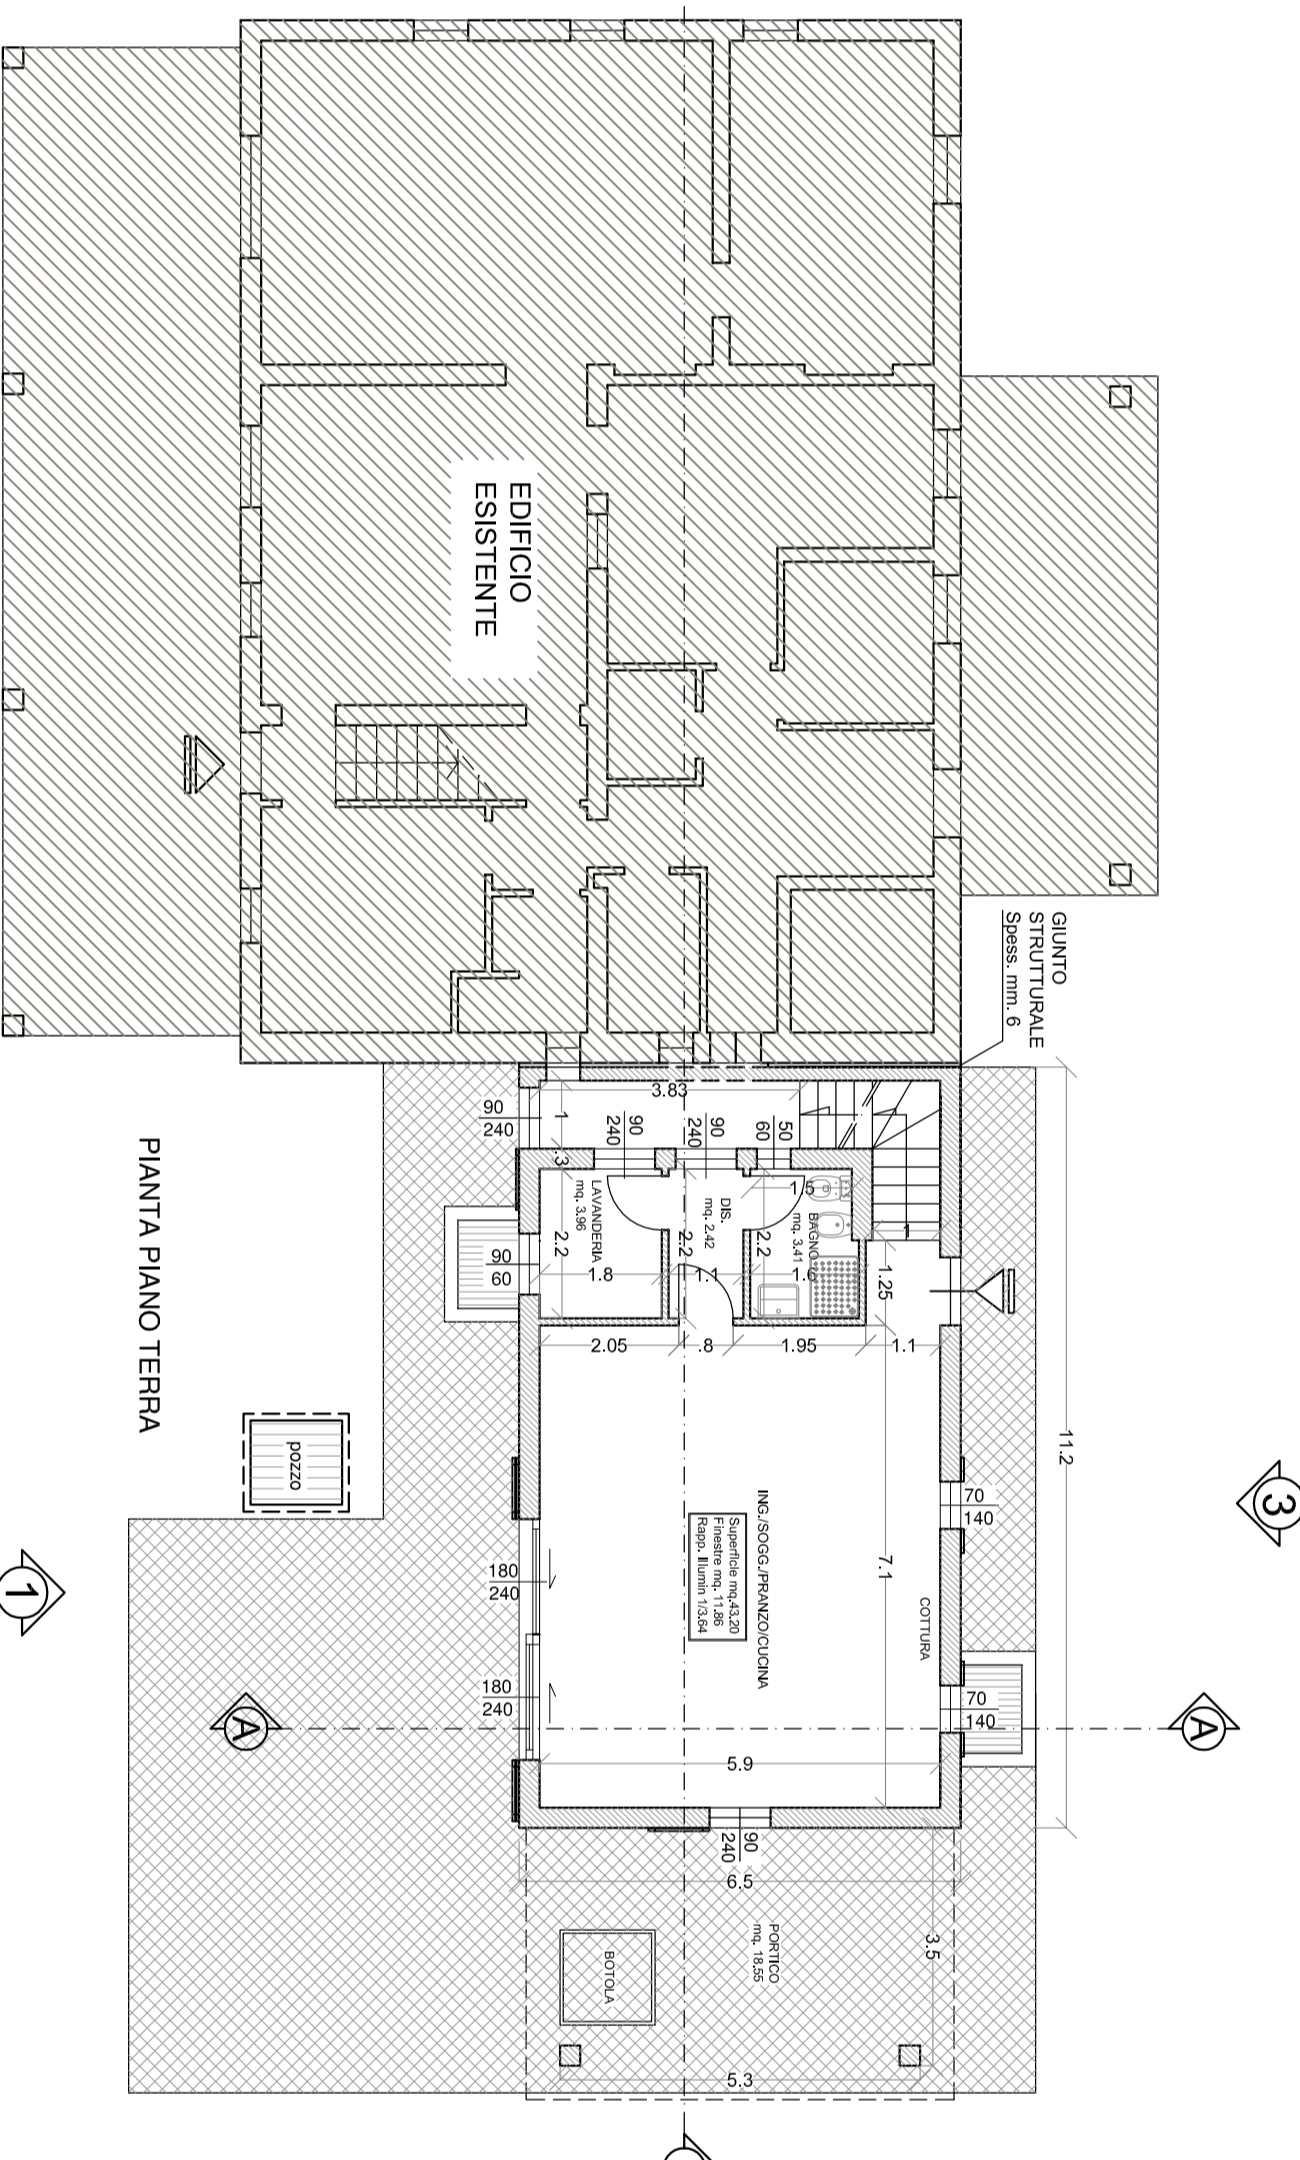 EDIFICIO
ESISTENTE
GIUNTO
STRUTTURALE
Spess. mm. 6
PIANTA PIANO TERRA
pozzo
LAVANDERIA
mq. 3.96
DIS.
mq. 2.42
BAGNO
mq. 3.41
ING./SOGG./PRANZO/CUCINA
Superficie mq.43.20
Finestre mq. 11.86
Rapp. Illumin 1/3.64
COTTURA
PORTICO
mq. 18.55
BOTOLA
3.83
1
.3
90
240
90
240
90
240
50
60
90
60
2.2
1.8
2.2
1.1
2.2
1.6
1.6
1
1.25
2.05
.8
1.95
1.1
11.2
7.1
5.9
6.5
3.5
5.3
70
140
70
140
180
240
180
240
90
240
3
1
A
A